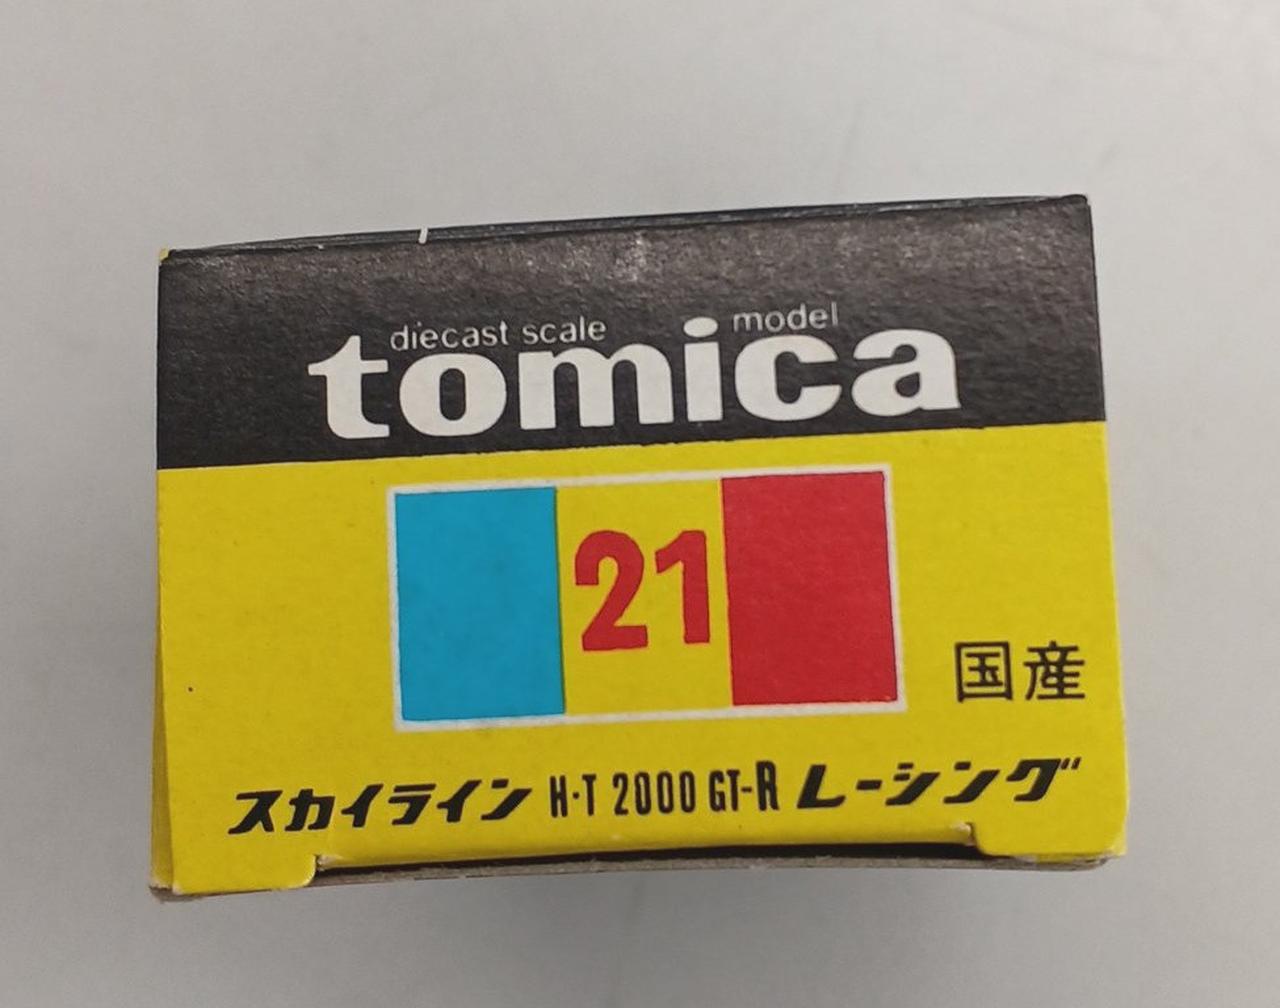 diecast scale model
tomica
21
国産
スカイライン H·T 2000 GT-R レーシング